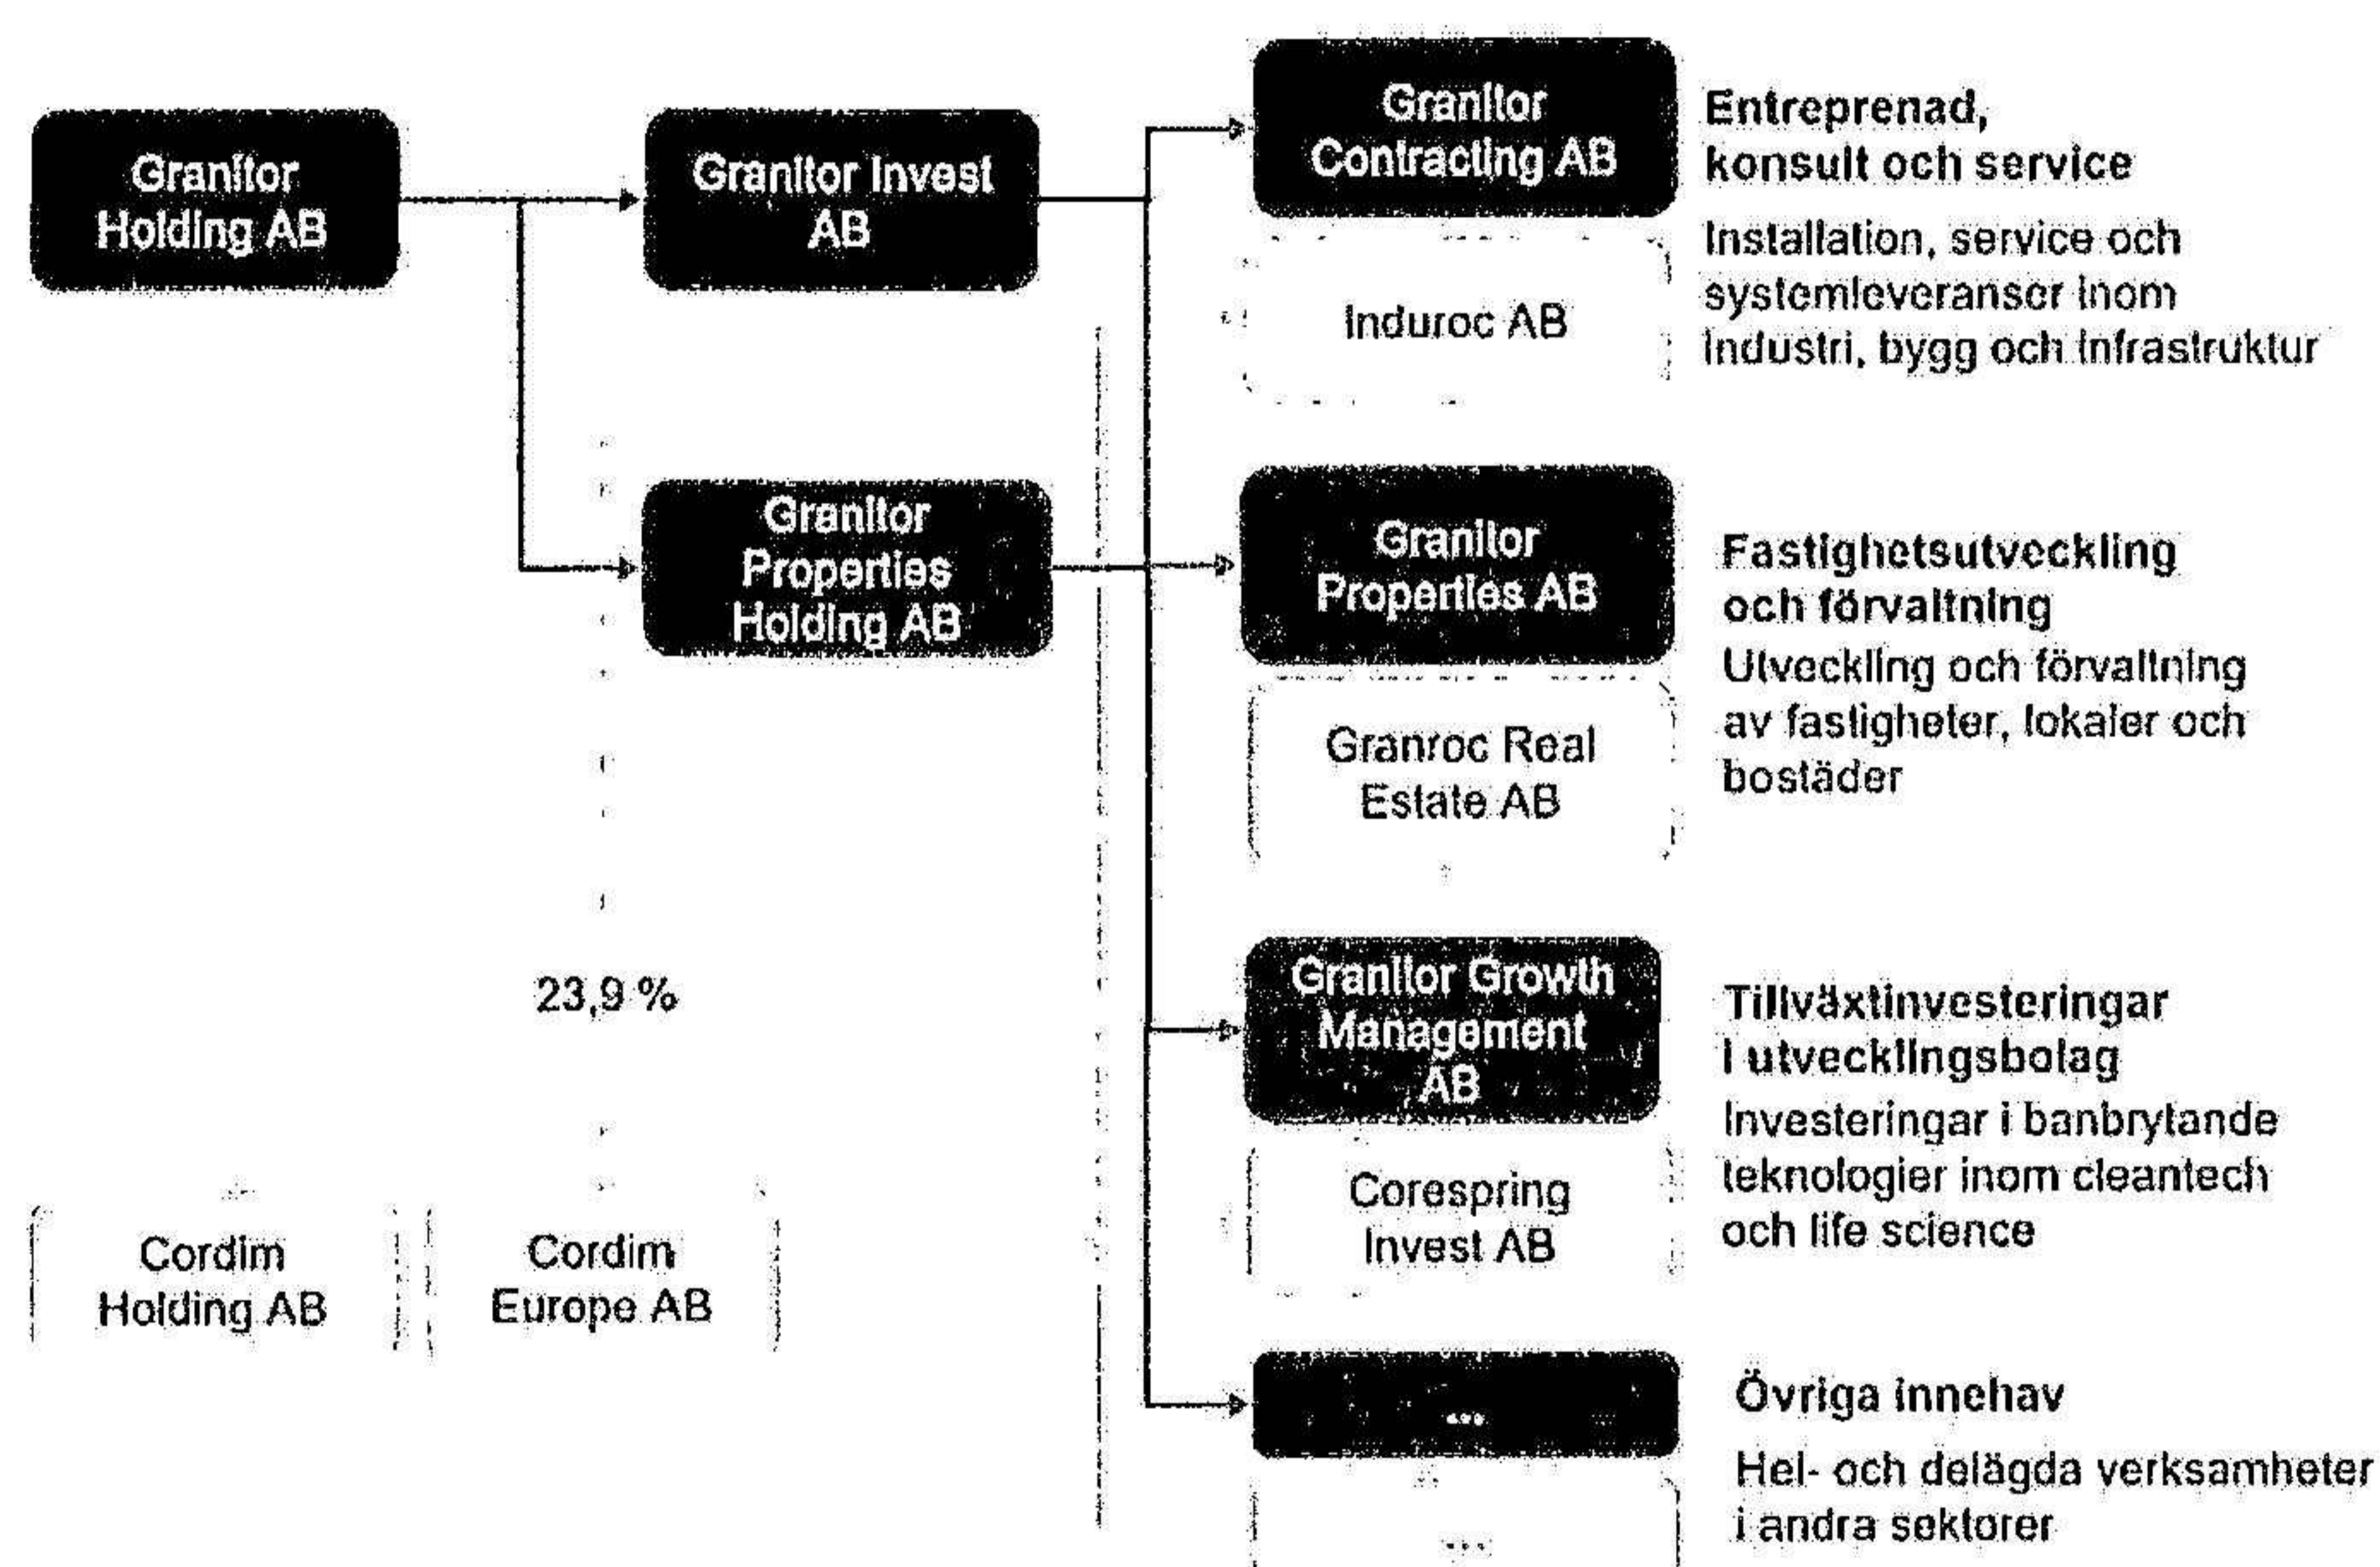 Granitor
Holding AB
Granitor Invest
AB
Granitor
Contracting AB
Entreprenad,
konsult och service
Installation, service och
systemleveranser inom
industri, bygg och infrastruktur
Induroc AB
Granitor
Properties
Holding AB
Granitor
Properties AB
Fastighetsutveckling
och förvaltning
Utveckling och förvaltning
av fastigheter, lokaler och
bostäder
Granroc Real
Estate AB
23,9 %
Granitor Growth
Management
AB
Tillväxtinvesteringar
i utvecklingsbolag
Investeringar i banbrytande
teknologier inom cleantech
och life science
Corespring
Invest AB
Cordim
Holding AB
Cordim
Europe AB
...
Övriga innehav
Hel- och delägda verksamheter
i andra sektorer
...